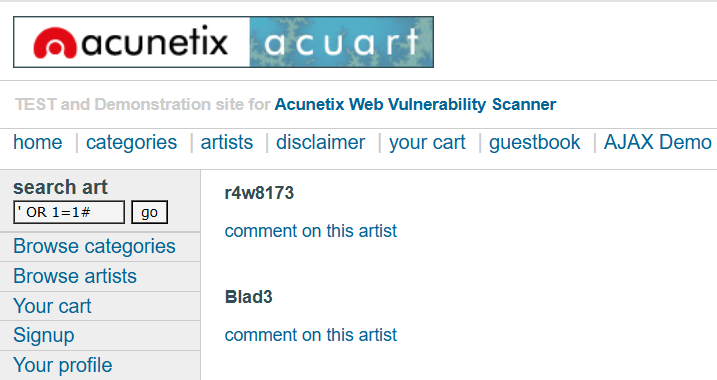 acunetix acuart
TEST and Demonstration site for Acunetix Web Vulnerability Scanner
home | categories | artists | disclaimer | your cart | guestbook | AJAX Demo
search art
' OR 1=1# go
Browse categories
Browse artists
Your cart
Signup
Your profile
r4w8173
comment on this artist
Blad3
comment on this artist